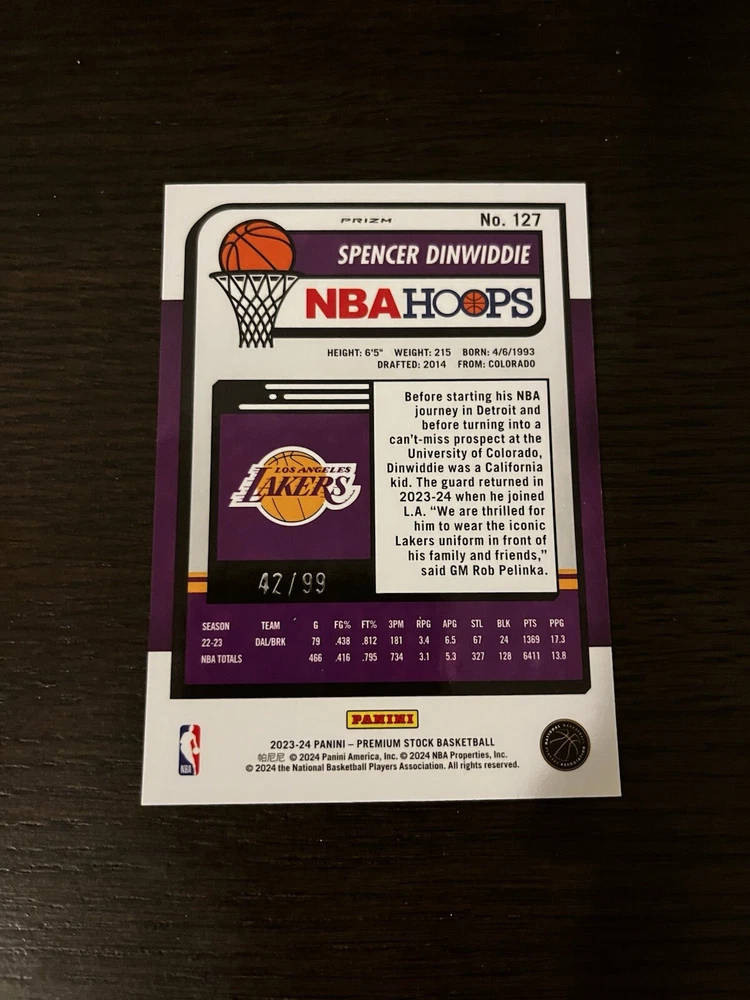 PRIZM
No. 127
SPENCER DINWIDDIE
NBA HOOPS
HEIGHT: 6'5" WEIGHT: 215 BORN: 4/6/1993
DRAFTED: 2014 FROM: COLORADO
LOS ANGELES
LAKERS
42/99
Before starting his NBA
journey in Detroit and
before turning into a
can't-miss prospect at the
University of Colorado,
Dinwiddie was a California
kid. The guard returned in
2023-24 when he joined
L.A. “We are thrilled for
him to wear the iconic
Lakers uniform in front of
his family and friends,”
said GM Rob Pelinka.
SEASON TEAM G FG% FT% 3PM RPG APG STL BLK PTS PPG
22-23 DAL/BRK 79 .438 .812 181 3.4 6.5 67 24 1369 17.3
NBA TOTALS 466 .416 .795 734 3.1 5.3 327 128 6411 13.8
PANINI
2023-24 PANINI – PREMIUM STOCK BASKETBALL
帕尼尼 © 2024 Panini America, Inc. © 2024 NBA Properties, Inc.
© 2024 the National Basketball Players Association. All rights reserved.
NBA
NATIONAL BASKETBALL
PLAYERS ASSOCIATION